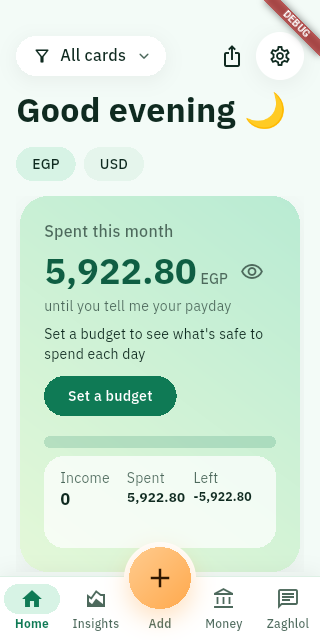 DEBUG
All cards
Good evening 🌙
EGP
USD
Spent this month
5,922.80 EGP
until you tell me your payday
Set a budget to see what's safe to
spend each day
Set a budget
Income Spent Left
0 5,922.80 -5,922.80
Home Insights Add Money Zaghlol